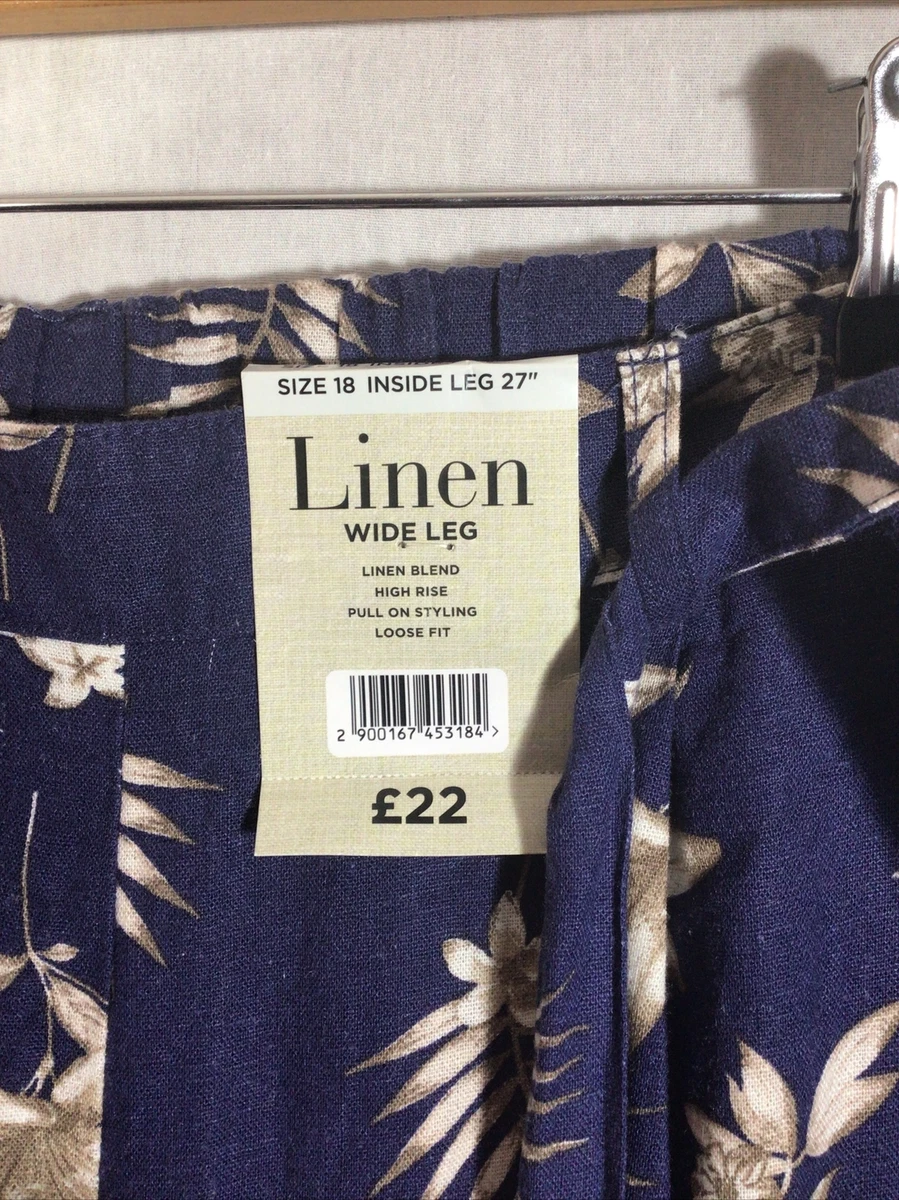 SIZE 18 INSIDE LEG 27"
Linen
WIDE LEG
LINEN BLEND
HIGH RISE
PULL ON STYLING
LOOSE FIT
2 900167 453184 >
£22